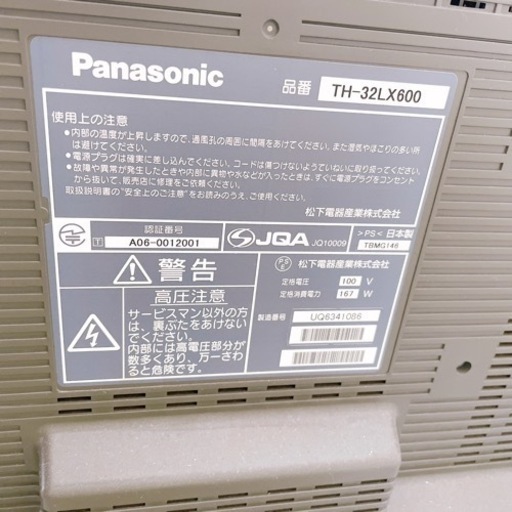 Panasonic
品番 TH-32LX600
使用上の注意
●内部の温度が上昇しますので、通風孔の周囲に間隔をあけてください。また湿気やほこりの多い所
は避けてください。
●電源プラグは確実に差し込んでください。コードは傷つけないようていねいに取り扱ってください。
●故障や異常が発生したときや内部に異物や水などが入ったときは、すぐに電源プラグをコンセント
から抜いて、販売店に修理をご依頼ください。
取扱説明書の"安全上のご注意"をお読みのうえ、ご使用ください。
松下電器産業株式会社
認証番号
T A06-0012001
JQA JQ10009
>PS< 日本製
TBMG146
警告
高圧注意
サービスマン以外の方
は、裏ぶたをあけない
でください。
内部には高電圧部分が
数多くあり、万一さわ
ると危険です。
PSE 松下電器産業株式会社
定格電圧 100 V
定格消費電力 167 W
製造番号 UQ6341086